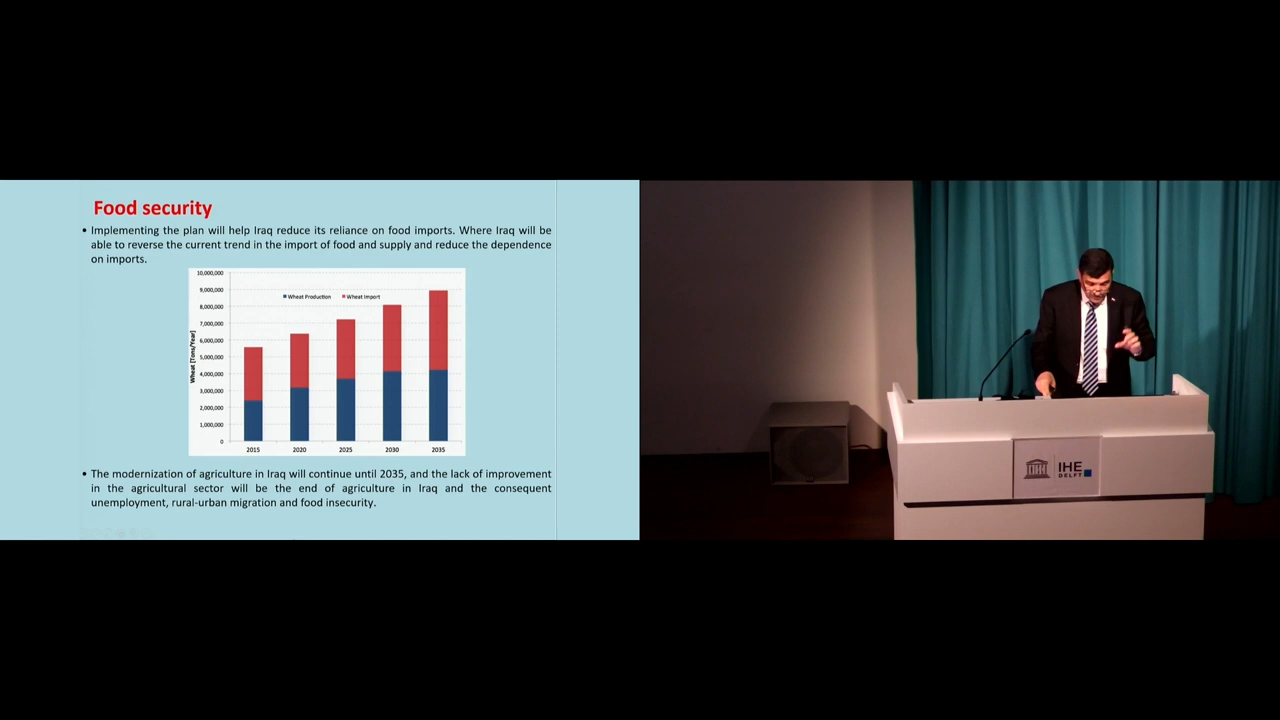 Food security
• Implementing the plan will help Iraq reduce its reliance on food imports. Where Iraq will be
able to reverse the current trend in the import of food and supply and reduce the dependence
on imports.
10,000,000
9,000,000
8,000,000
7,000,000
6,000,000
5,000,000
4,000,000
3,000,000
2,000,000
1,000,000
0
Wheat [Tons/Year]
Wheat Production
Wheat Import
2015 2020 2025 2030 2035
• The modernization of agriculture in Iraq will continue until 2035, and the lack of improvement
in the agricultural sector will be the end of agriculture in Iraq and the consequent
unemployment, rural-urban migration and food insecurity.
IHE
DELFT